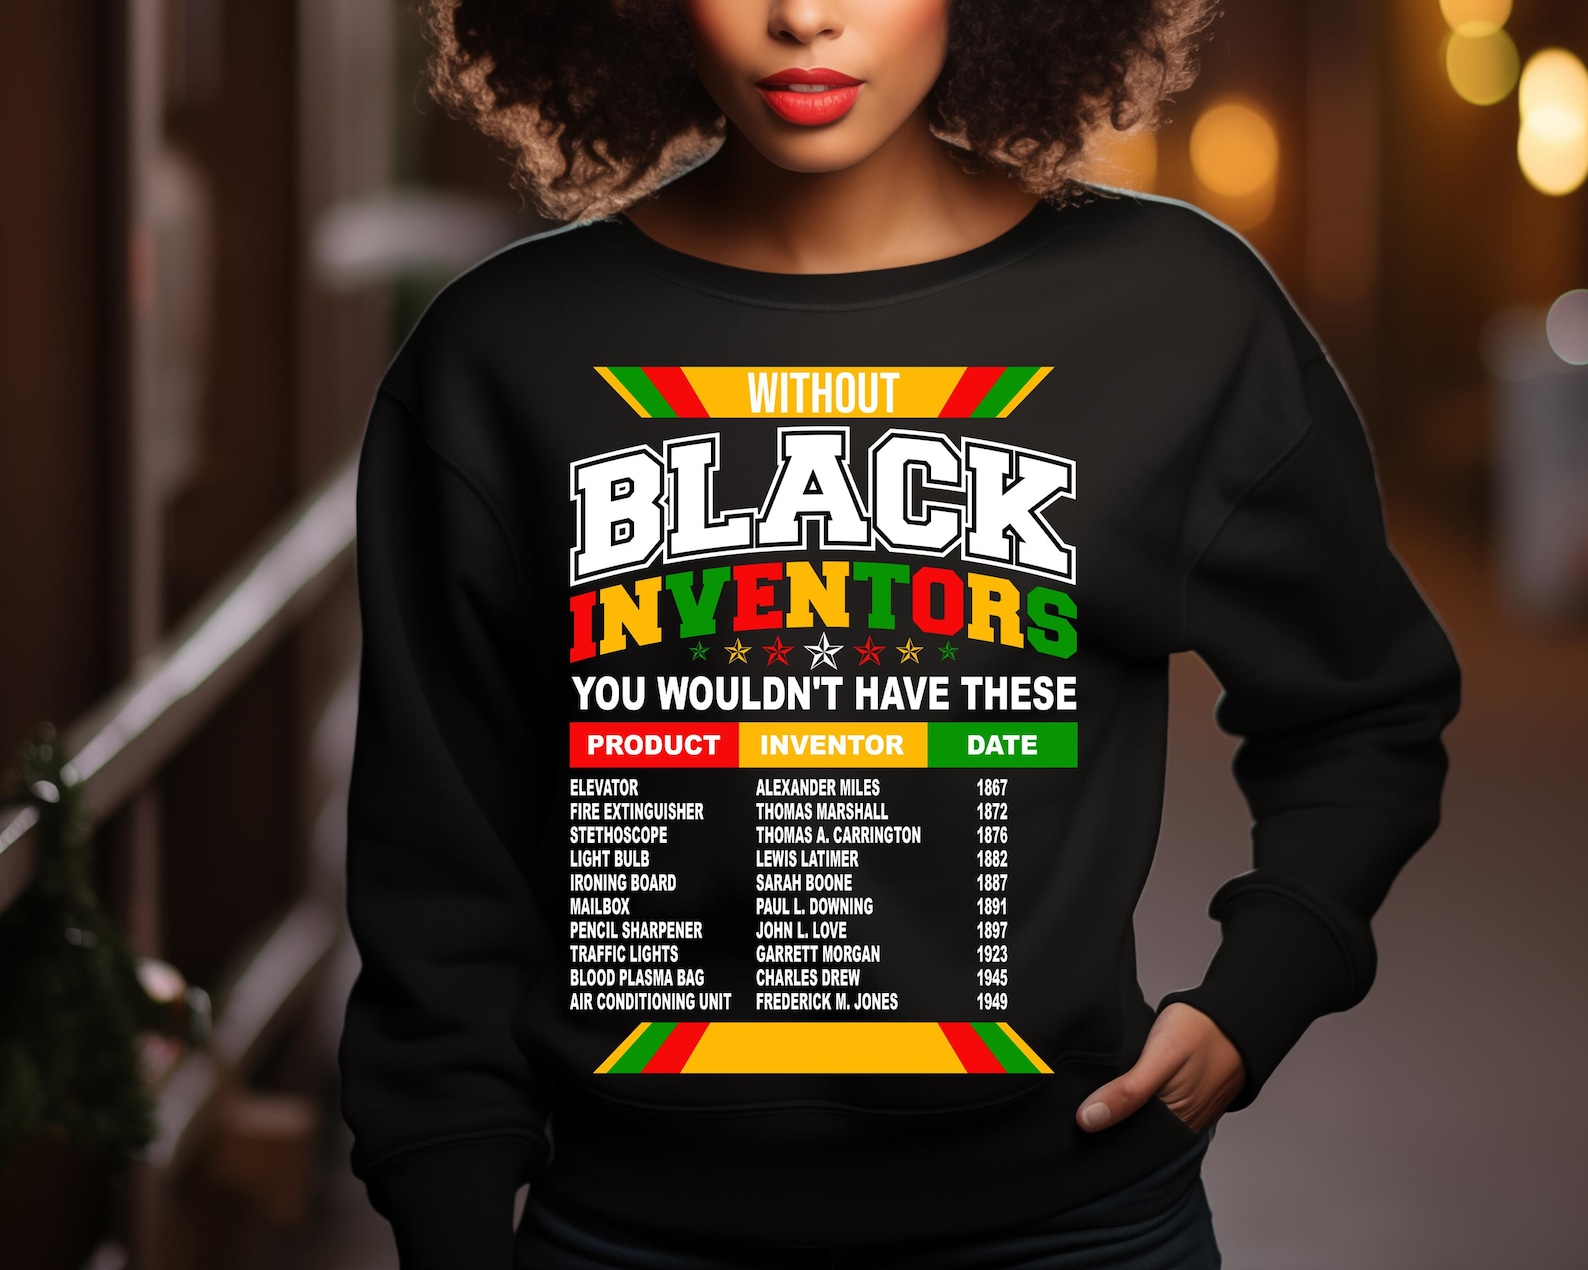 WITHOUT
BLACK
INVENTORS
YOU WOULDN'T HAVE THESE
PRODUCT INVENTOR DATE
ELEVATOR ALEXANDER MILES 1867
FIRE EXTINGUISHER THOMAS MARSHALL 1872
STETHOSCOPE THOMAS A. CARRINGTON 1876
LIGHT BULB LEWIS LATIMER 1882
IRONING BOARD SARAH BOONE 1887
MAILBOX PAUL L. DOWNING 1891
PENCIL SHARPENER JOHN L. LOVE 1897
TRAFFIC LIGHTS GARRETT MORGAN 1923
BLOOD PLASMA BAG CHARLES DREW 1945
AIR CONDITIONING UNIT FREDERICK M. JONES 1949